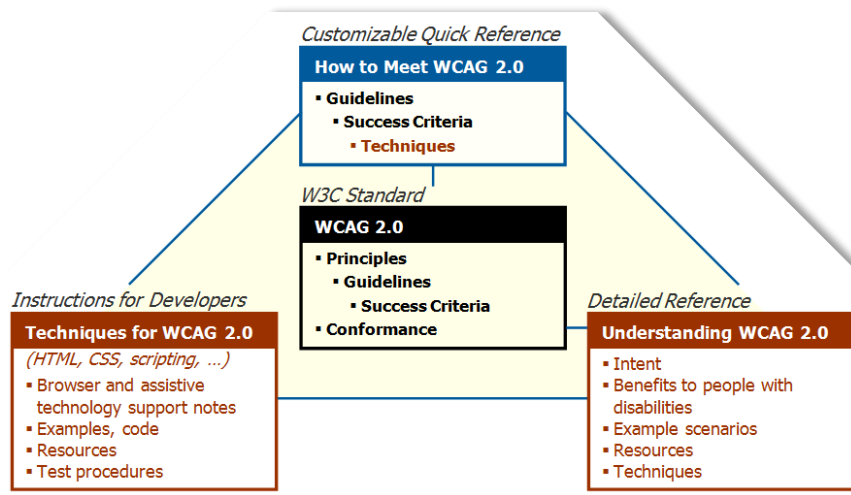 Customizable Quick Reference
How to Meet WCAG 2.0
▪ Guidelines
▪ Success Criteria
▪ Techniques
W3C Standard
WCAG 2.0
▪ Principles
▪ Guidelines
▪ Success Criteria
▪ Conformance
Instructions for Developers
Techniques for WCAG 2.0
(HTML, CSS, scripting, ...)
▪ Browser and assistive
technology support notes
▪ Examples, code
▪ Resources
▪ Test procedures
Detailed Reference
Understanding WCAG 2.0
▪ Intent
▪ Benefits to people with
disabilities
▪ Example scenarios
▪ Resources
▪ Techniques